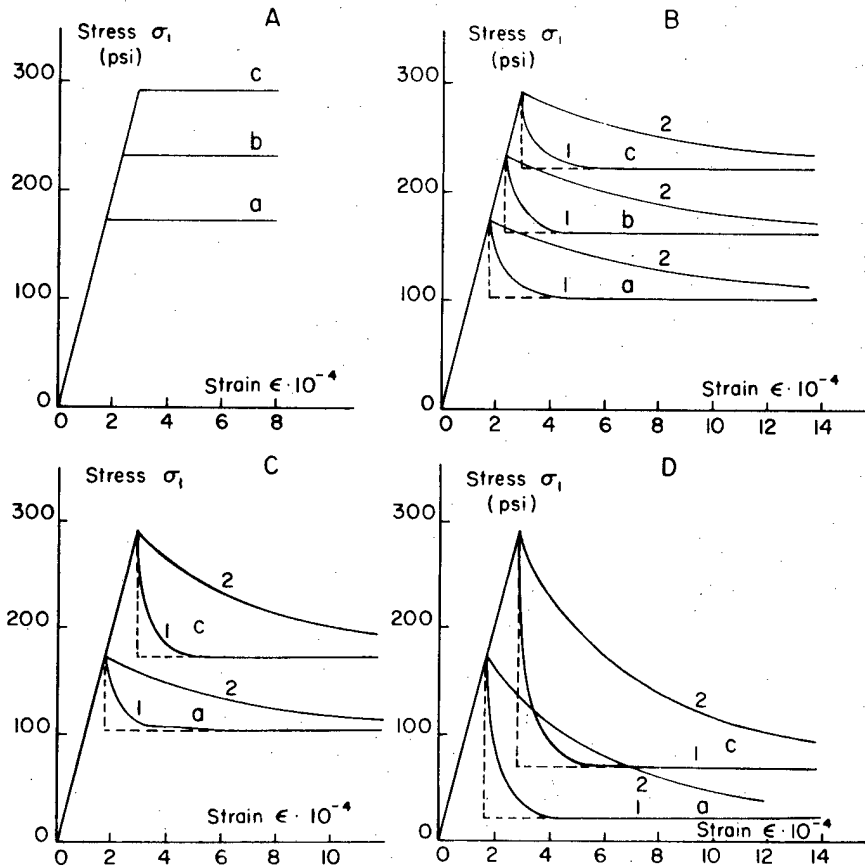 A
Stress σ₁
(psi)
300
200
100
0
c
b
a
Strain ϵ · 10⁻⁴
0 2 4 6 8
B
Stress σ₁
(psi)
300
200
100
0
2
1 c
2
1 b
2
1 a
Strain ϵ · 10⁻⁴
0 2 4 6 8 10 12 14
C
Stress σ₁
300
200
100
0
2
1 c
2
1 a
Strain ϵ · 10⁻⁴
0 2 4 6 8 10
D
Stress σ₁
(psi)
300
200
100
0
2
1 c
2
1 a
Strain ϵ · 10⁻⁴
0 2 4 6 8 10 12 14